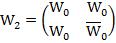 W₂ = (W₀ W₀
W₀ W̅₀)